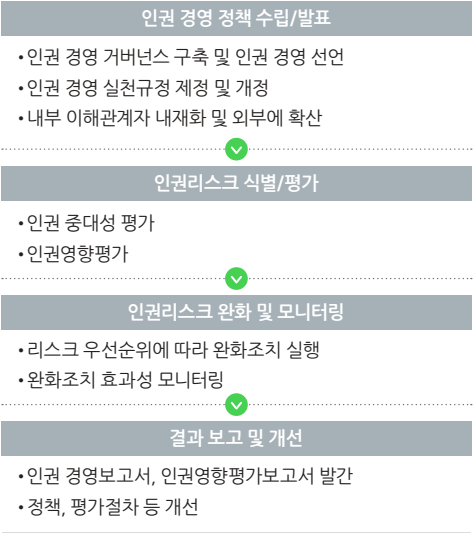 인권 경영 정책 수립/발표
•인권 경영 거버넌스 구축 및 인권 경영 선언
•인권 경영 실천규정 제정 및 개정
•내부 이해관계자 내재화 및 외부에 확산
인권리스크 식별/평가
•인권 중대성 평가
•인권영향평가
인권리스크 완화 및 모니터링
•리스크 우선순위에 따라 완화조치 실행
•완화조치 효과성 모니터링
결과 보고 및 개선
•인권 경영보고서, 인권영향평가보고서 발간
•정책, 평가절차 등 개선